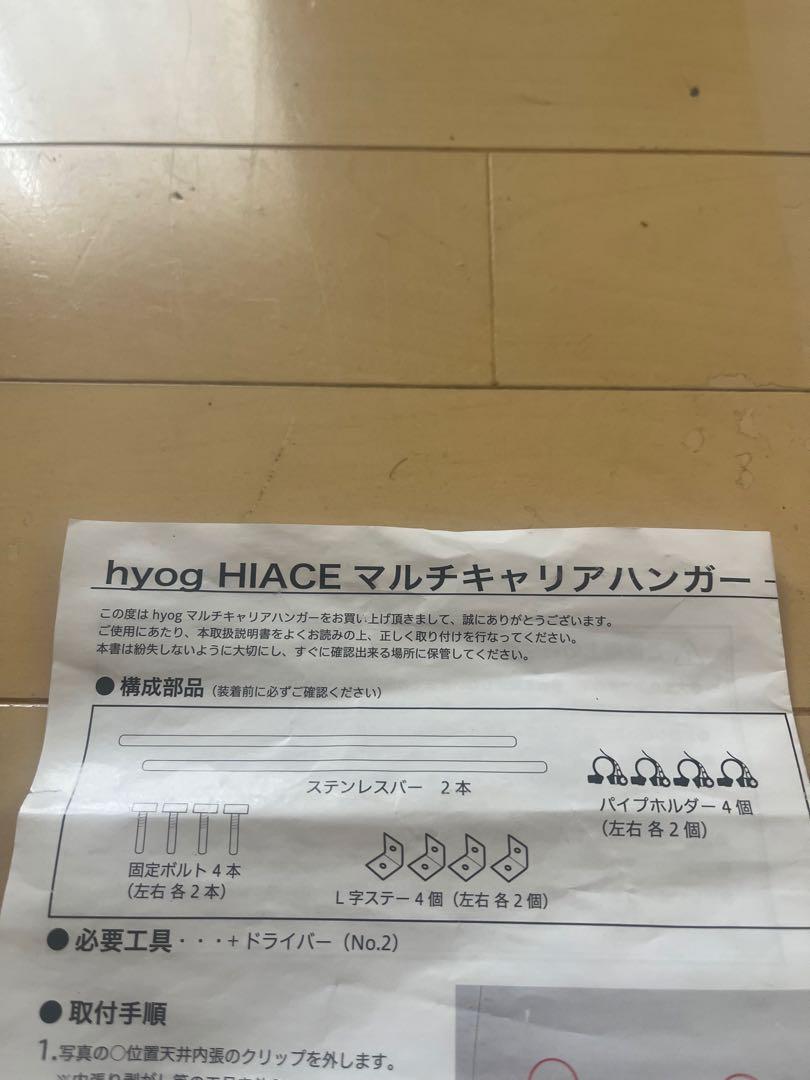 hyog HIACE マルチキャリアハンガー
この度は hyog マルチキャリアハンガーをお買い上げ頂きまして、誠にありがとうございます。
ご使用にあたり、本取扱説明書をよくお読みの上、正しく取り付けを行なってください。
本書は紛失しないように大切にし、すぐに確認出来る場所に保管してください。
●構成部品（装着前に必ずご確認ください）
ステンレスバー 2本
パイプホルダー 4個
（左右 各2個）
固定ボルト 4本
（左右 各2本）
L字ステー 4個（左右 各2個）
●必要工具・・・+ ドライバー（No.2）
●取付手順
1.写真の○位置天井内張のクリップを外します。